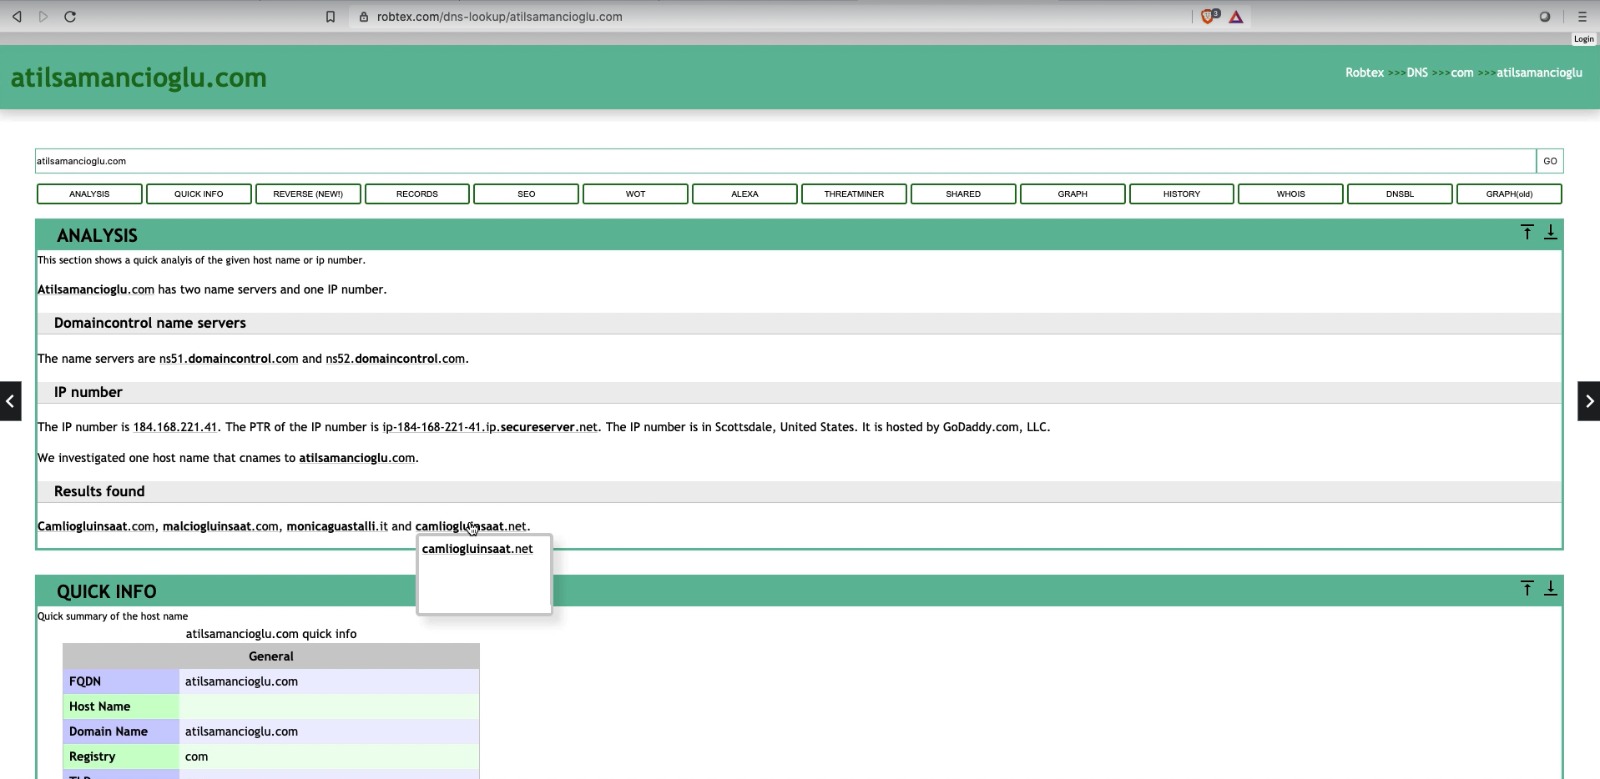 robtex.com/dns-lookup/atilsamancioglu.com
3
Login
atilsamancioglu.com
Robtex >>>DNS >>>com >>>atilsamancioglu
atilsamancioglu.com
GO
ANALYSIS QUICK INFO REVERSE (NEW!) RECORDS SEO WOT ALEXA THREATMINER SHARED GRAPH HISTORY WHOIS DNSBL GRAPH(old)
ANALYSIS
This section shows a quick analyis of the given host name or ip number.
Atilsamancioglu.com has two name servers and one IP number.
Domaincontrol name servers
The name servers are ns51.domaincontrol.com and ns52.domaincontrol.com.
IP number
The IP number is 184.168.221.41. The PTR of the IP number is ip-184-168-221-41.ip.secureserver.net. The IP number is in Scottsdale, United States. It is hosted by GoDaddy.com, LLC.
We investigated one host name that cnames to atilsamancioglu.com.
Results found
Camliogluinsaat.com, malciogluinsaat.com, monicaguastalli.it and camliogluinsaat.net.
camliogluinsaat.net
QUICK INFO
Quick summary of the host name
atilsamancioglu.com quick info
General
FQDN atilsamancioglu.com
Host Name
Domain Name atilsamancioglu.com
Registry com